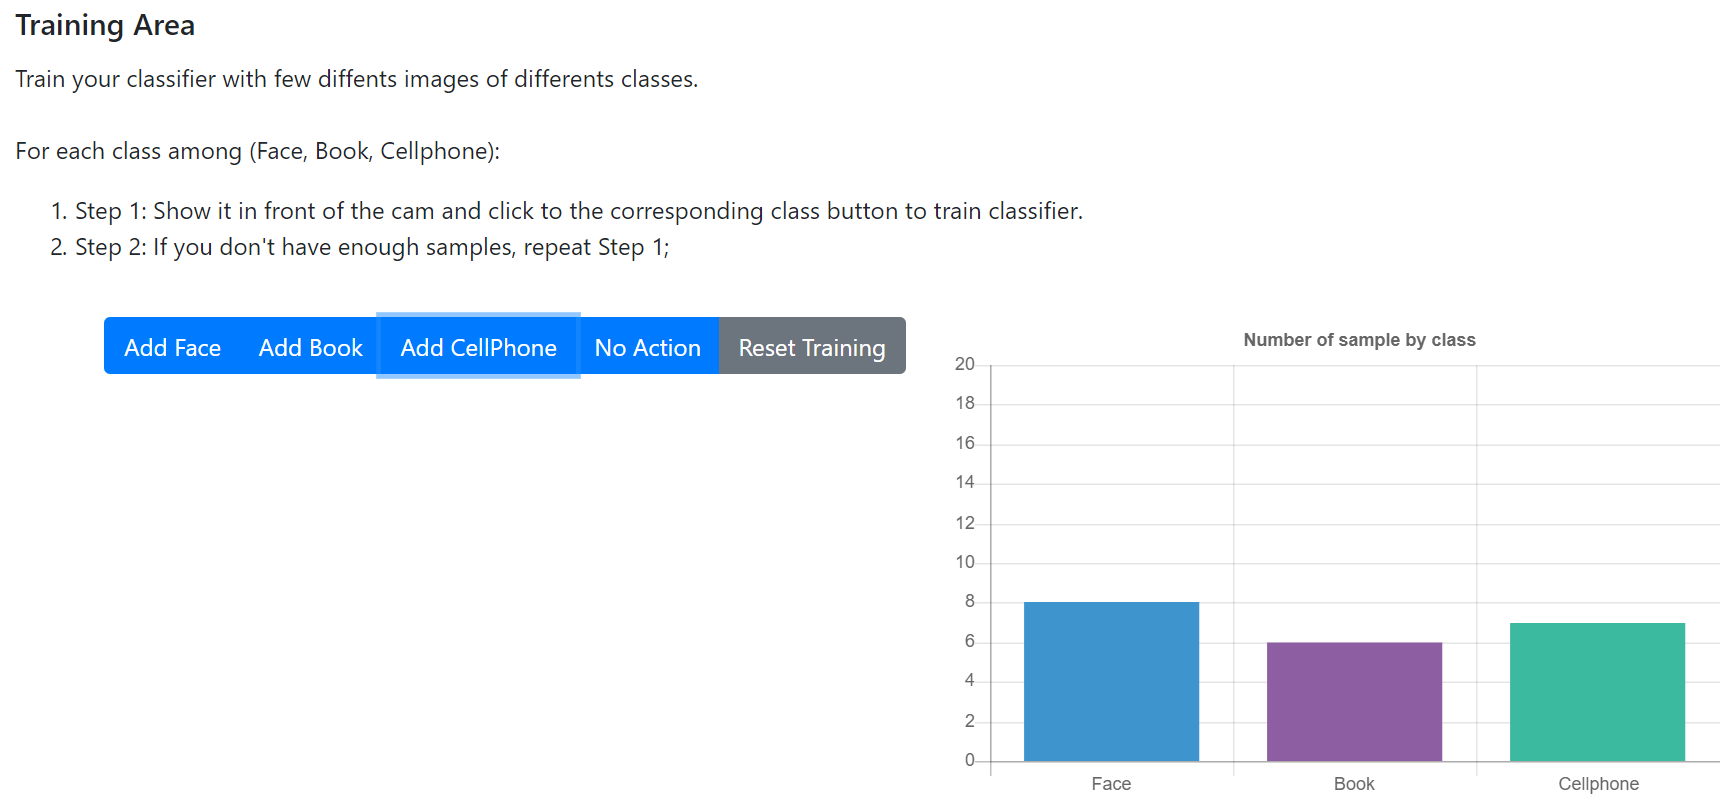 Training Area
Train your classifier with few diffents images of differents classes.
For each class among (Face, Book, Cellphone):
1. Step 1: Show it in front of the cam and click to the corresponding class button to train classifier.
2. Step 2: If you don't have enough samples, repeat Step 1;
Add Face Add Book Add CellPhone No Action Reset Training
Number of sample by class
20
18
16
14
12
10
8
6
4
2
0
Face Book Cellphone